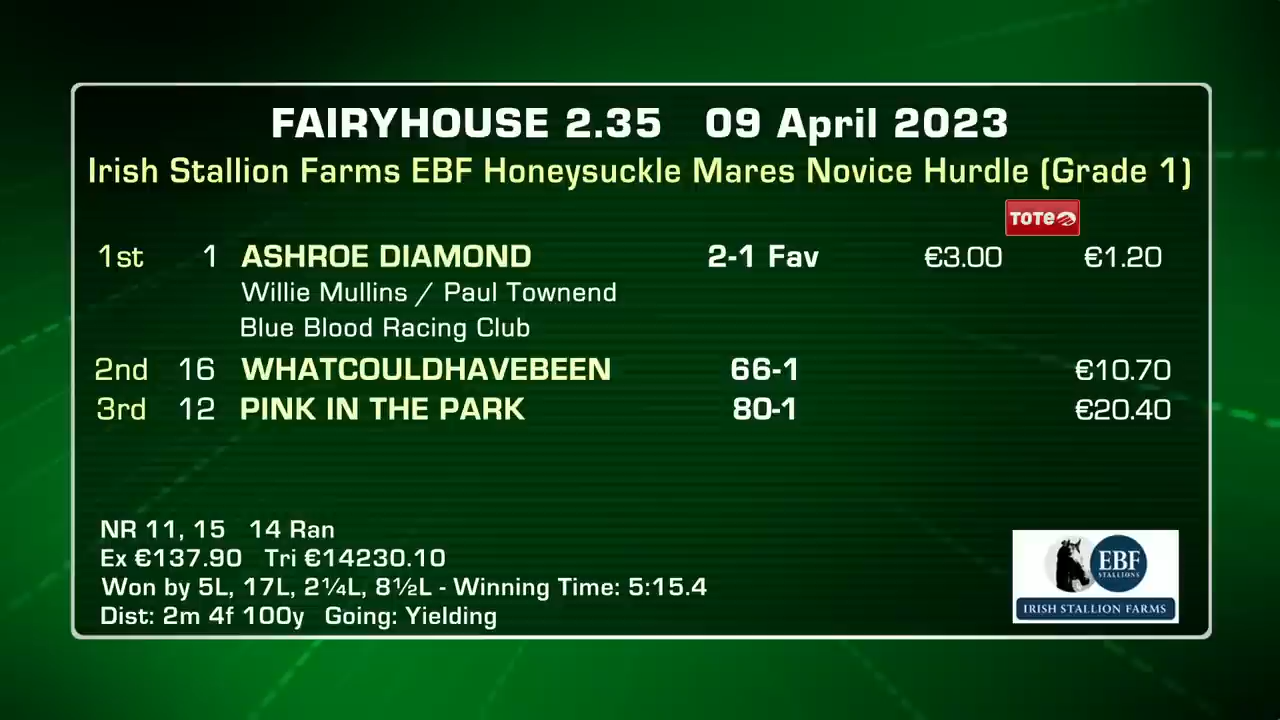 FAIRYHOUSE 2.35 09 April 2023
Irish Stallion Farms EBF Honeysuckle Mares Novice Hurdle (Grade 1)
TOTE
1st 1 ASHROE DIAMOND 2-1 Fav €3.00 €1.20
Willie Mullins / Paul Townend
Blue Blood Racing Club
2nd 16 WHATCOULDHAVEBEEN 66-1 €10.70
3rd 12 PINK IN THE PARK 80-1 €20.40
NR 11, 15 14 Ran
Ex €137.90 Tri €14230.10
Won by 5L, 17L, 2¼L, 8½L - Winning Time: 5:15.4
Dist: 2m 4f 100y Going: Yielding
EBF
STALLIONS
IRISH STALLION FARMS